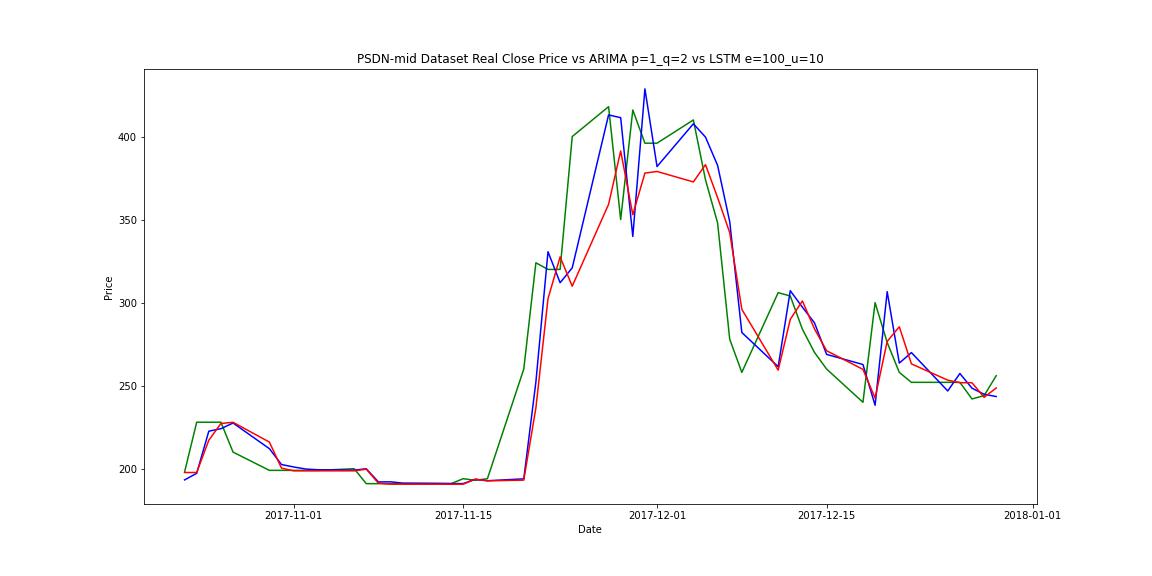 PSDN-mid Dataset Real Close Price vs ARIMA p=1_q=2 vs LSTM e=100_u=10
Price
400
350
300
250
200
2017-11-01 2017-11-15 2017-12-01 2017-12-15 2018-01-01
Date